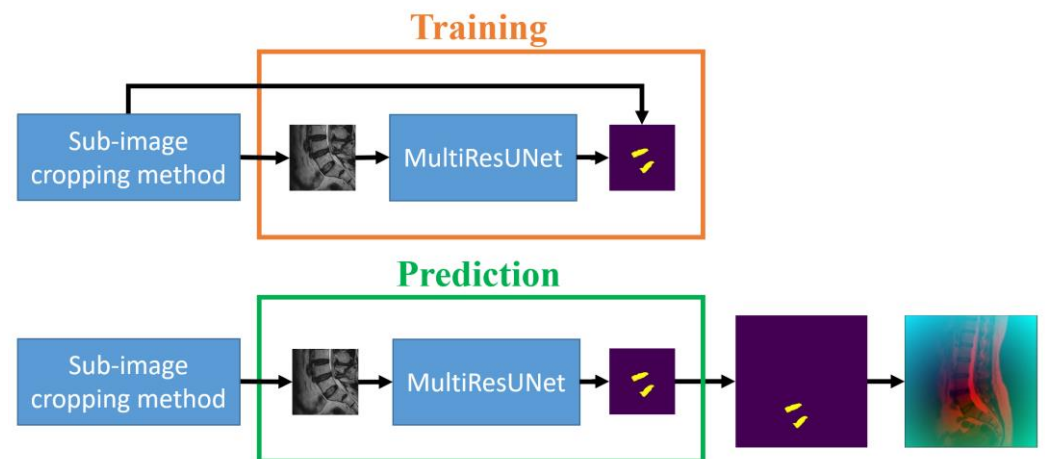 Training
Sub-image
cropping method
MultiResUNet
Prediction
Sub-image
cropping method
MultiResUNet